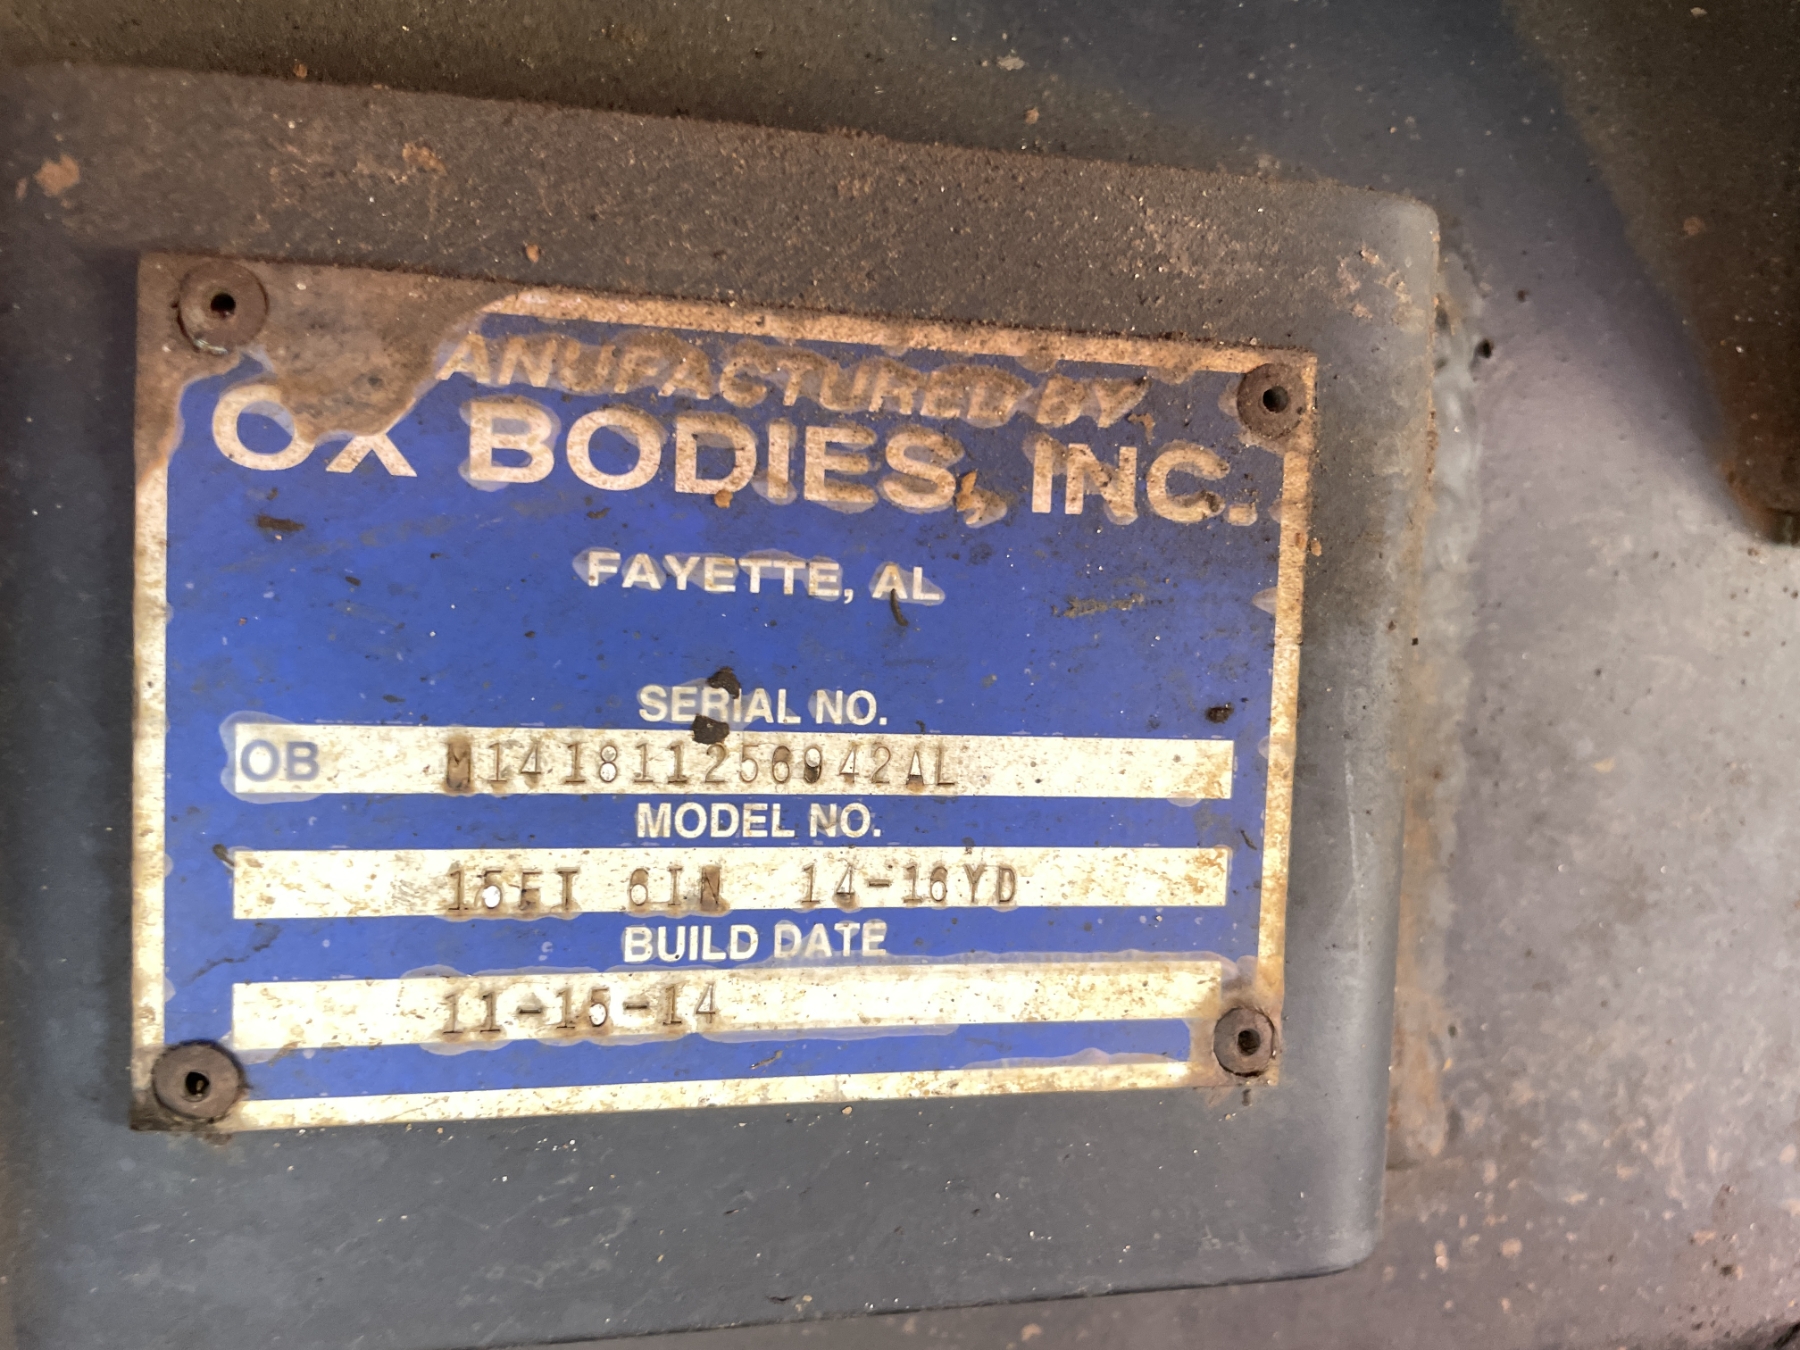 MANUFACTURED BY
OX BODIES, INC.
FAYETTE, AL
SERIAL NO.
OB M141811256942AL
MODEL NO.
15FT 6IN 14-16YD
BUILD DATE
11-15-14